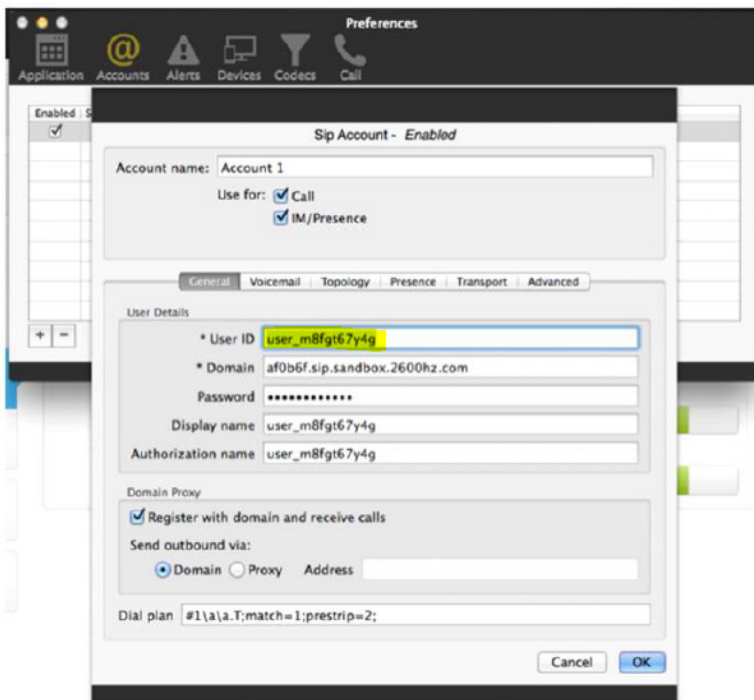 Preferences
Application Accounts Alerts Devices Codecs Call
Enabled S
Sip Account - Enabled
Account name: Account 1
Use for: Call
IM/Presence
General Voicemail Topology Presence Transport Advanced
User Details
* User ID user_m8fgt67y4g
* Domain af0b6f.sip.sandbox.2600hz.com
Password ••••••••••••
Display name user_m8fgt67y4g
Authorization name user_m8fgt67y4g
Domain Proxy
Register with domain and receive calls
Send outbound via:
Domain Proxy Address
Dial plan #1\a\a.T;match=1;prestrip=2;
Cancel OK